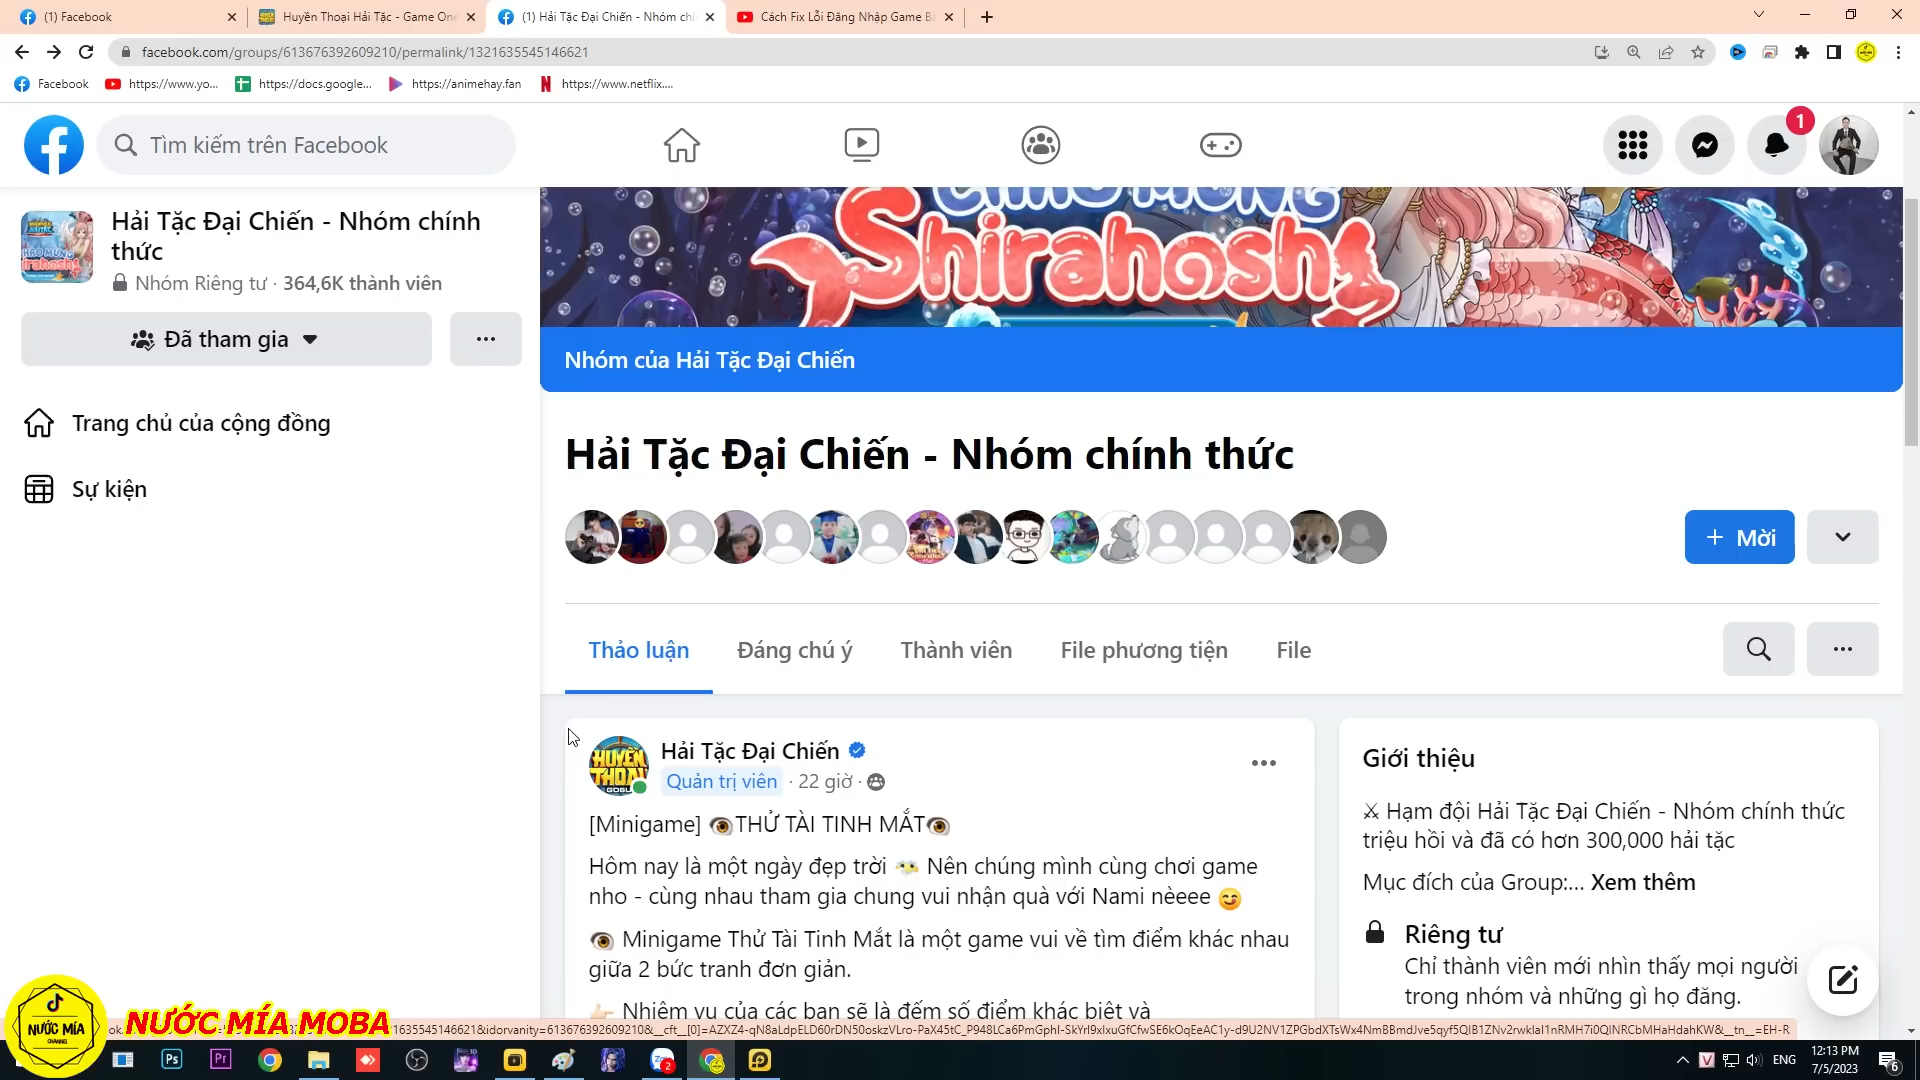 (1) Facebook
Huyền Thoại Hải Tặc - Game One
(1) Hải Tặc Đại Chiến - Nhóm ch
Cách Fix Lỗi Đăng Nhập Game B
facebook.com/groups/613676392609210/permalink/1321635545146621
Facebook
https://www.yo...
https://docs.google...
https://animehay.fan
https://www.netflix....
Tìm kiếm trên Facebook
1
Hải Tặc Đại Chiến - Nhóm chính
thức
Nhóm Riêng tư · 364,6K thành viên
Đã tham gia
Trang chủ của cộng đồng
Sự kiện
Shirahoshi
Nhóm của Hải Tặc Đại Chiến
Hải Tặc Đại Chiến - Nhóm chính thức
+ Mời
Thảo luận
Đáng chú ý
Thành viên
File phương tiện
File
HUYỀN
THOẠI
GOSU
Hải Tặc Đại Chiến
Quản trị viên · 22 giờ ·
[Minigame] 👁THỬ TÀI TINH MẮT👁
Hôm nay là một ngày đẹp trời Nên chúng mình cùng chơi game
nho - cùng nhau tham gia chung vui nhận quà với Nami nèeee 😋
👁 Minigame Thử Tài Tinh Mắt là một game vui về tìm điểm khác nhau
giữa 2 bức tranh đơn giản.
👉 Nhiệm vụ của các bạn sẽ là đếm số điểm khác biệt và
Giới thiệu
⚔ Hạm đội Hải Tặc Đại Chiến - Nhóm chính thức
triệu hồi và đã có hơn 300,000 hải tặc
Mục đích của Group:... Xem thêm
Riêng tư
Chỉ thành viên mới nhìn thấy mọi người
trong nhóm và những gì họ đăng.
NƯỚC MÍA
CHANNEL
NƯỚC MÍA MOBA
Ps
Pr
2
ENG
12:13 PM
7/5/2023
6